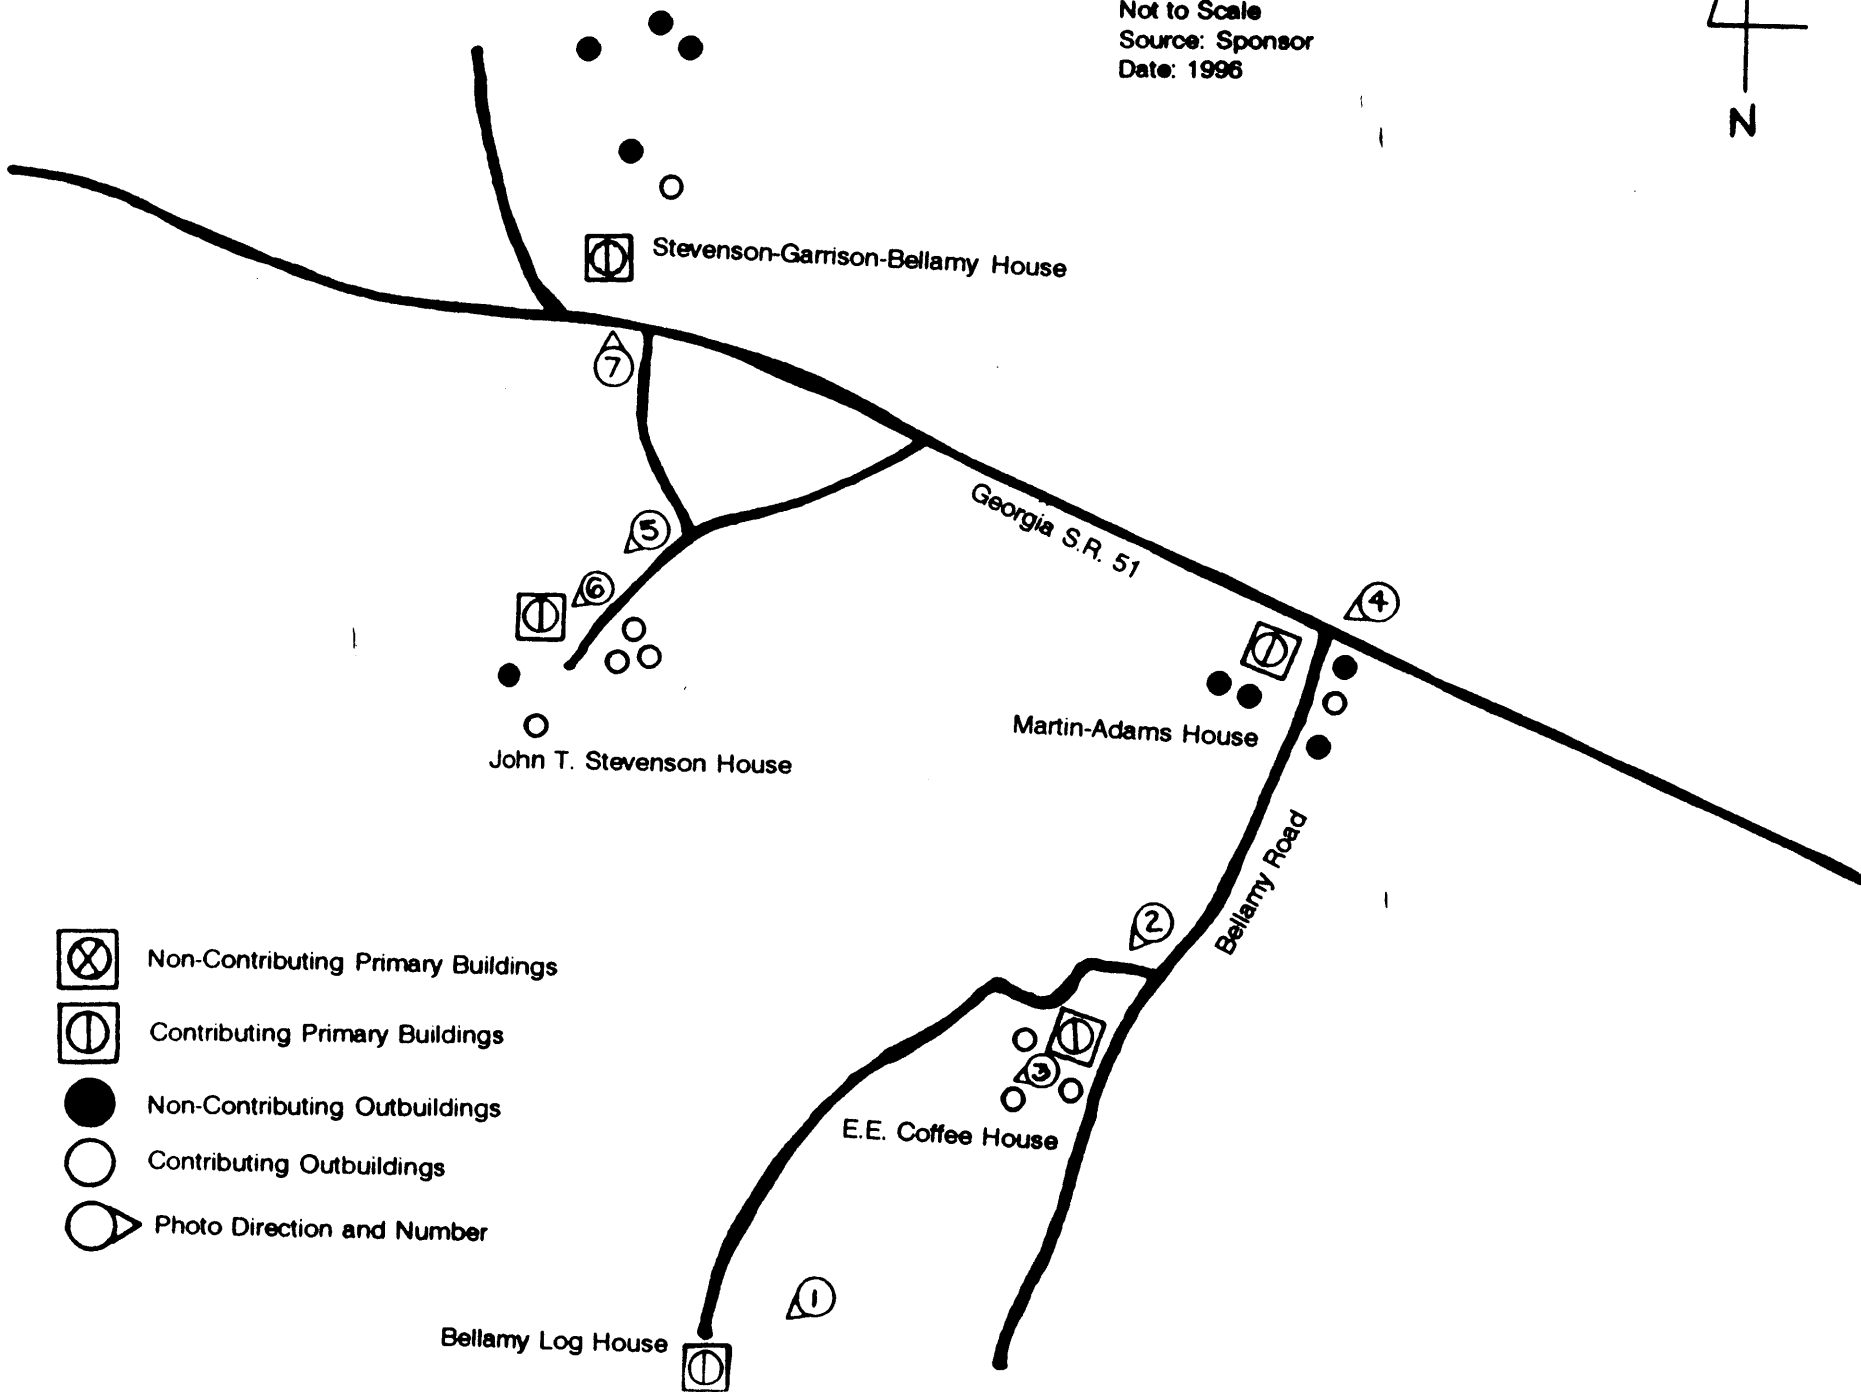 Not to Scale
Source: Sponsor
Date: 1996
N
Stevenson-Garrison-Bellamy House
7
Georgia S.R. 51
5
6
4
John T. Stevenson House
Martin-Adams House
Bellamy Road
2
3
E.E. Coffee House
1
Bellamy Log House
Non-Contributing Primary Buildings
Contributing Primary Buildings
Non-Contributing Outbuildings
Contributing Outbuildings
Photo Direction and Number